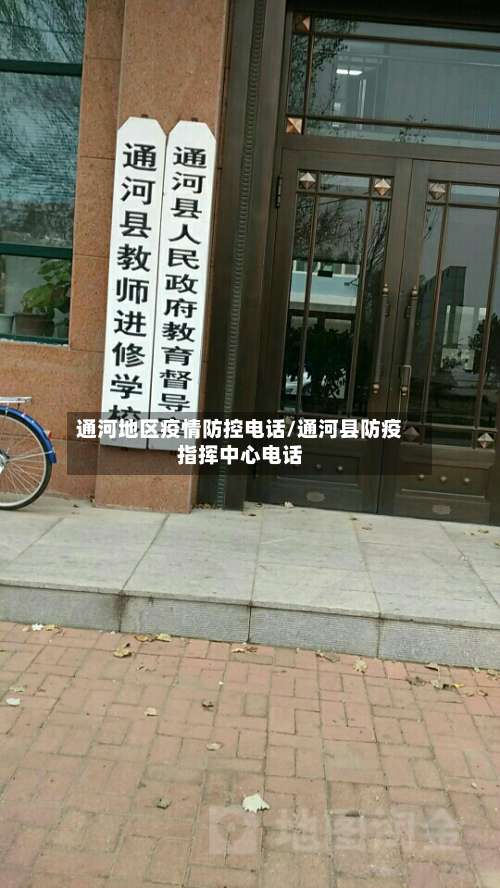 通河县教师进修学校
通河县人民政府教育督导
通河地区疫情防控电话/通河县防疫
指挥中心电话